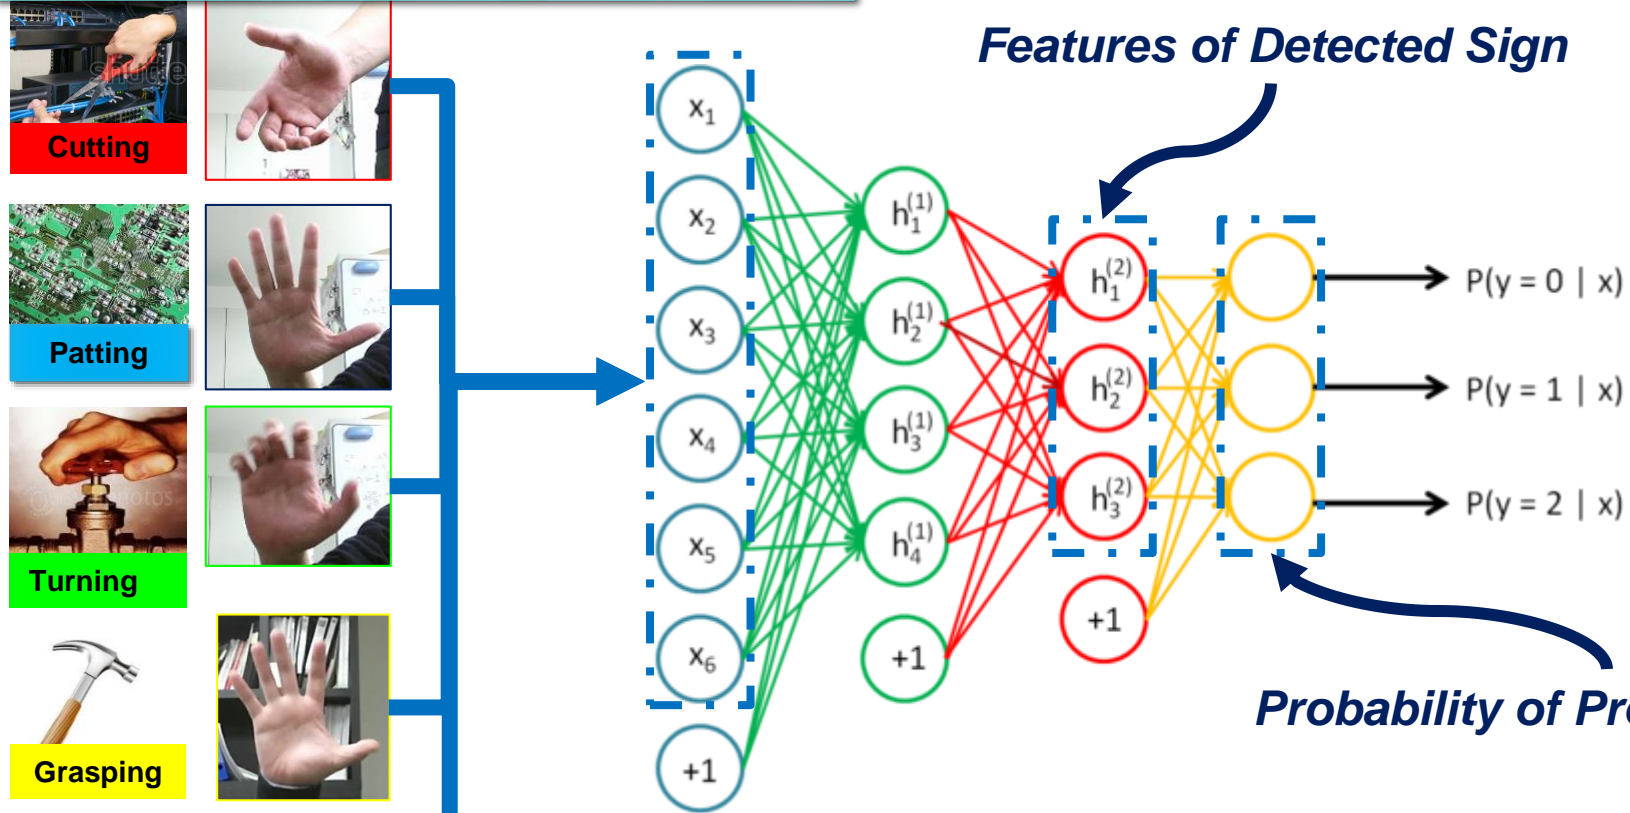 Features of Detected Sign
Cutting
Patting
Turning
Grasping
x₁
x₂
x₃
x₄
x₅
x₆
+1
h₁⁽¹⁾
h₂⁽¹⁾
h₃⁽¹⁾
h₄⁽¹⁾
+1
h₁⁽²⁾
h₂⁽²⁾
h₃⁽²⁾
+1
P(y = 0 | x)
P(y = 1 | x)
P(y = 2 | x)
Probability of